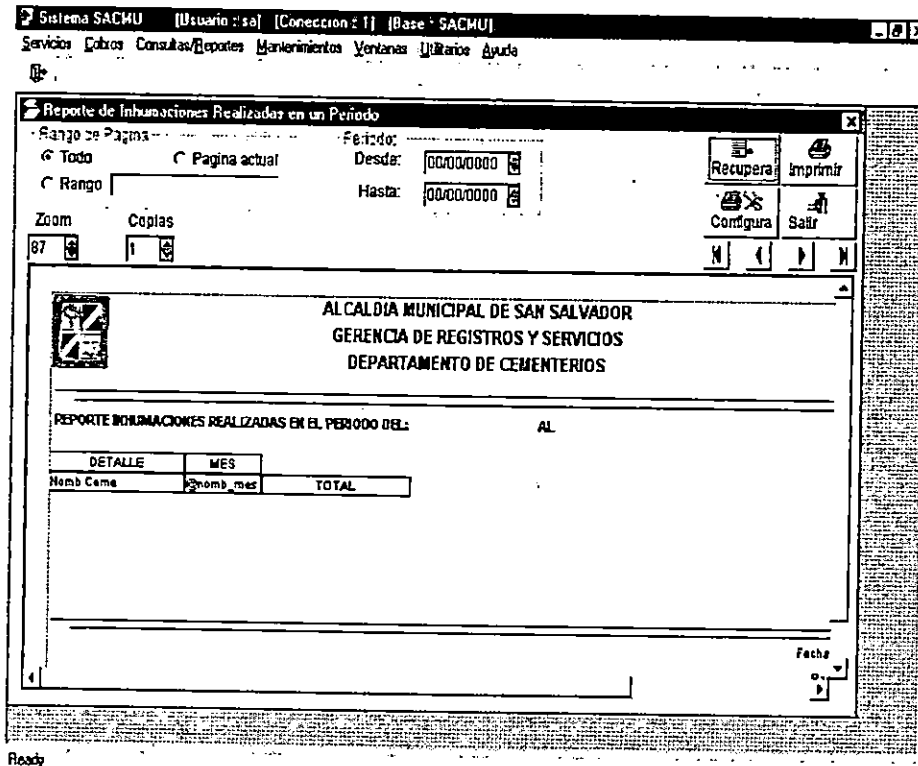 Sistema SACMU [Usuario : sa] [Coneccion : 1] [Base : SACMU]
Servicios Cobros Consultas/Reportes Mantenimientos Ventanas Utilitarios Ayuda
Reporte de Inhumaciones Realizadas en un Periodo
Rango de Pagina
Periodo:
Todo
Pagina actual
Desde: 00/00/0000
Rango
Hasta: 00/00/0000
Recupera
Imprimir
Configura
Salir
Zoom
Copias
87
1
ALCALDIA MUNICIPAL DE SAN SALVADOR
GERENCIA DE REGISTROS Y SERVICIOS
DEPARTAMENTO DE CEMENTERIOS
REPORTE INHUMACIONES REALIZADAS EN EL PERIODO DEL: AL
DETALLE MES
Nomb Ceme nomb_mes TOTAL
Fecha
Ready